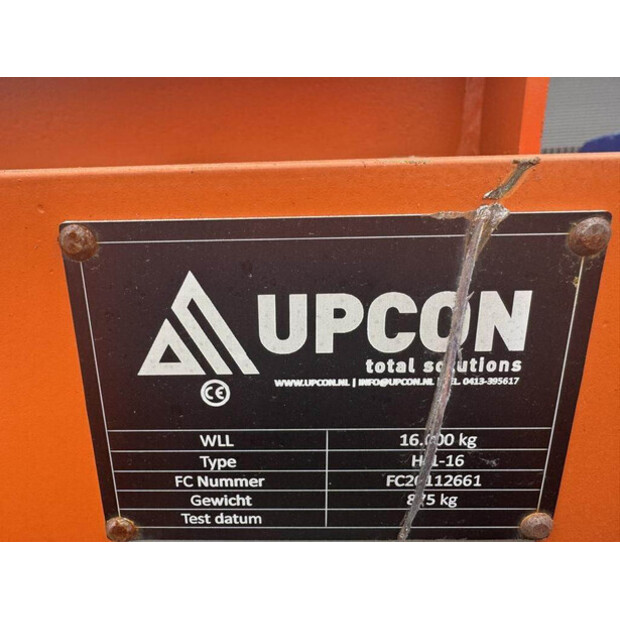 UPCON
total solutions
WWW.UPCON.NL | INFO@UPCON.NL | TEL. 0413-395617
CE
WLL 16.000 kg
Type
FC Nummer
Gewicht kg
Test datum